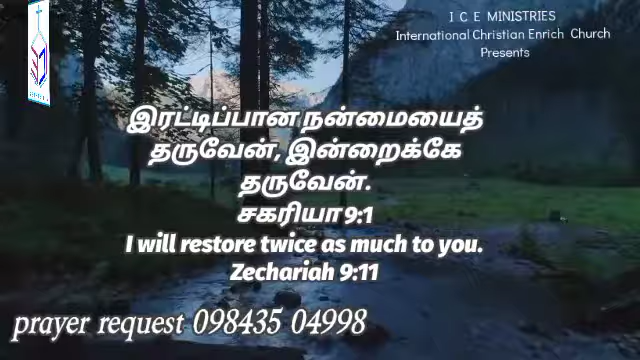 I C E MINISTRIES
International Christian Enrich Church
Presents
இரட்டிப்பான நன்மையைத்
தருவேன், இன்றைக்கே
தருவேன்.
சகரியா 9:1
I will restore twice as much to you.
Zechariah 9:11
prayer request 098435 04998